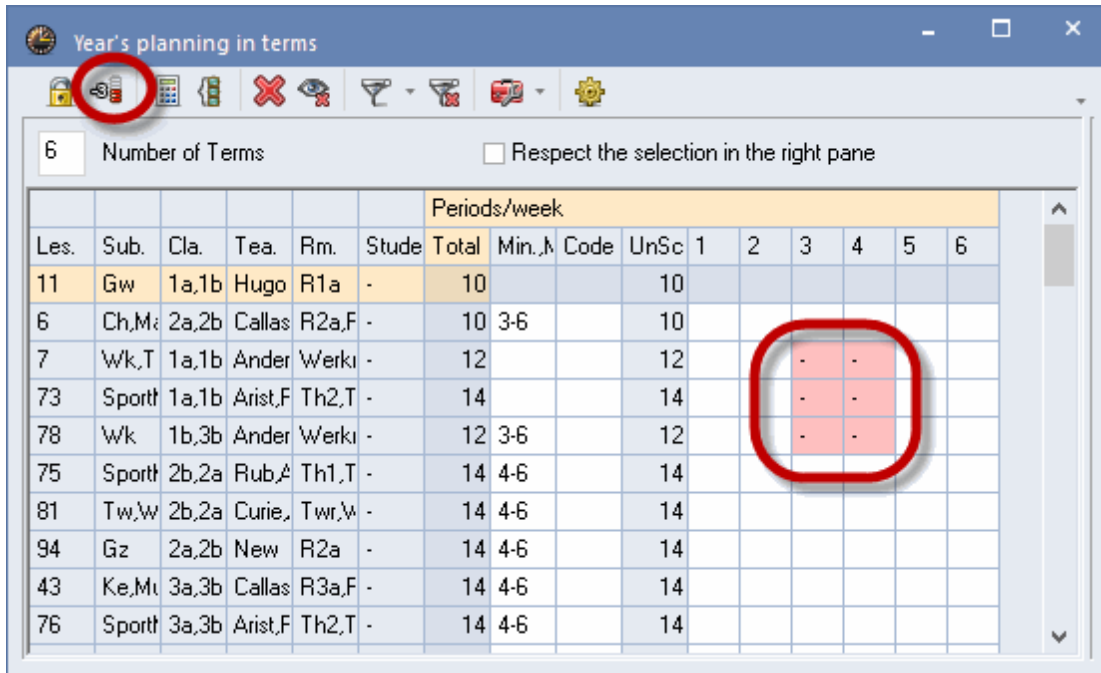 Year's planning in terms
6 Number of Terms Respect the selection in the right pane
Periods/week
Les. Sub. Cla. Tea. Rm. Stude Total Min.,M Code UnSc 1 2 3 4 5 6
11 Gw 1a,1b Hugo R1a - 10 10
6 Ch,Ma 2a,2b Callas R2a,F - 10 3-6 10
7 Wk,T 1a,1b Ander Werkr - 12 12 - -
73 Sporth 1a,1b Arist,F Th2,T - 14 14 - -
78 Wk 1b,3b Ander Werkr - 12 3-6 12 - -
75 Sporth 2b,2a Rub,A Th1,T - 14 4-6 14
81 Tw,W 2b,2a Curie, Twr,W - 14 4-6 14
94 Gz 2a,2b New R2a - 14 4-6 14
43 Ke,Mu 3a,3b Callas R3a,F - 14 4-6 14
76 Sporth 3a,3b Arist,F Th2,T - 14 4-6 14